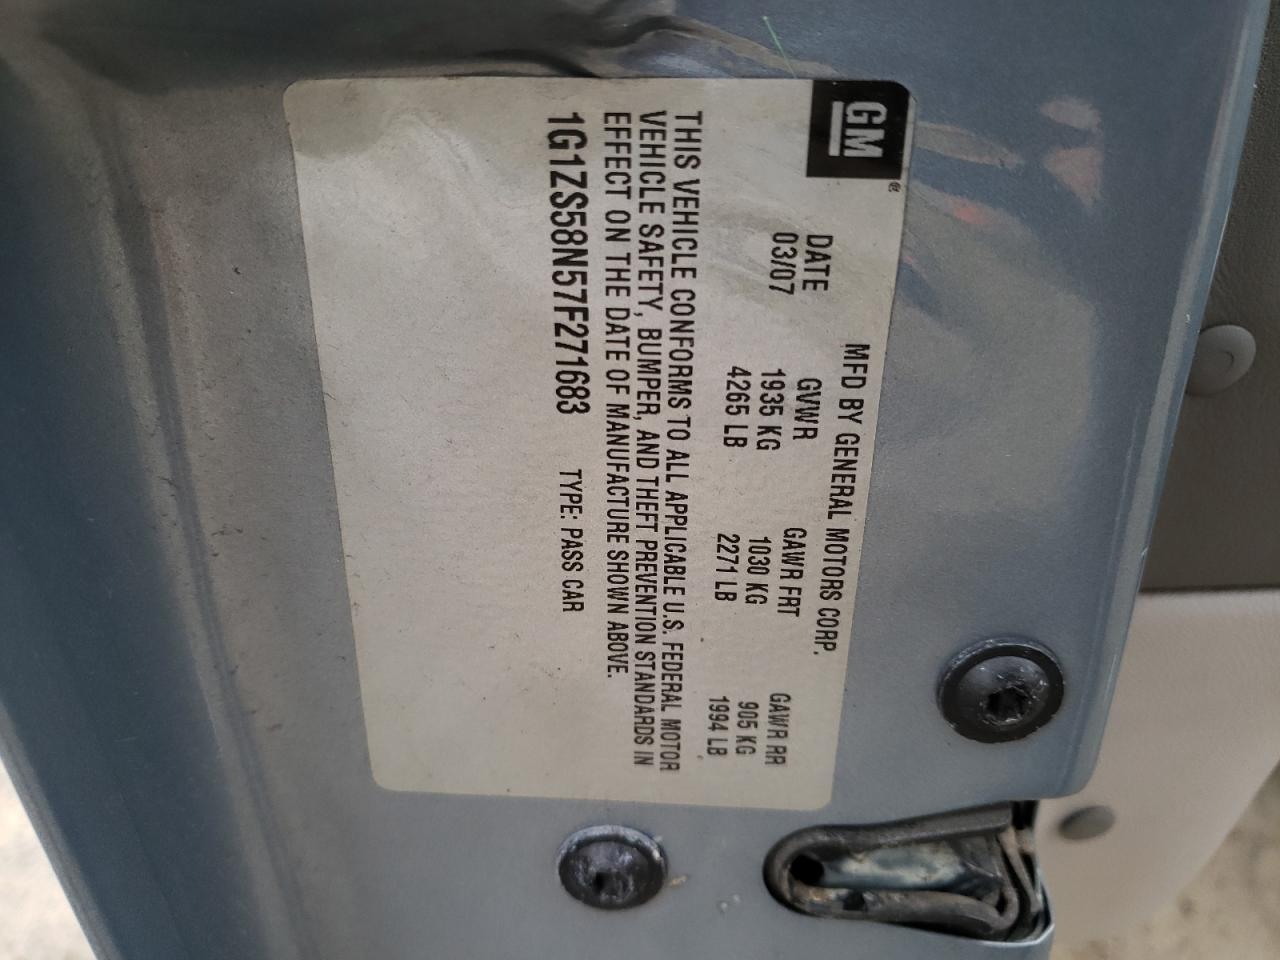 GM®
MFD BY GENERAL MOTORS CORP.
DATE GVWR GAWR FRT GAWR RR
03/07 1935 KG 1030 KG 905 KG
4265 LB 2271 LB 1994 LB
THIS VEHICLE CONFORMS TO ALL APPLICABLE U.S. FEDERAL MOTOR
VEHICLE SAFETY, BUMPER, AND THEFT PREVENTION STANDARDS IN
EFFECT ON THE DATE OF MANUFACTURE SHOWN ABOVE.
1G1ZS58N57F271683 TYPE: PASS CAR